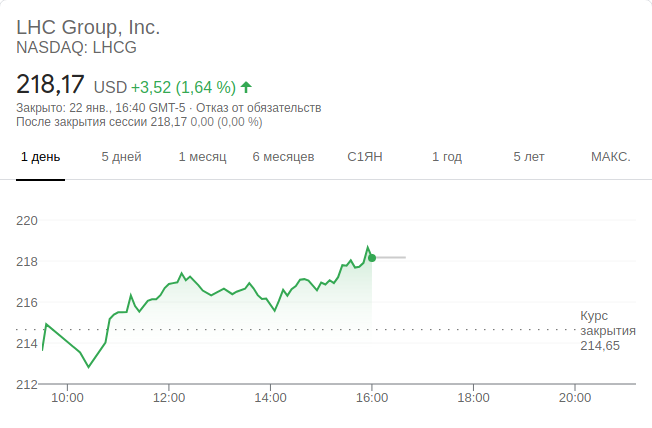 LHC Group, Inc.
NASDAQ: LHCG
218,17 USD +3,52 (1,64 %)
Закрыто: 22 янв., 16:40 GMT-5 · Отказ от обязательств
После закрытия сессии 218,17 0,00 (0,00 %)
1 день 5 дней 1 месяц 6 месяцев С1ЯН 1 год 5 лет МАКС.
220
218
216
Курс
закрытия
214,65
214
212
10:00 12:00 14:00 16:00 18:00 20:00